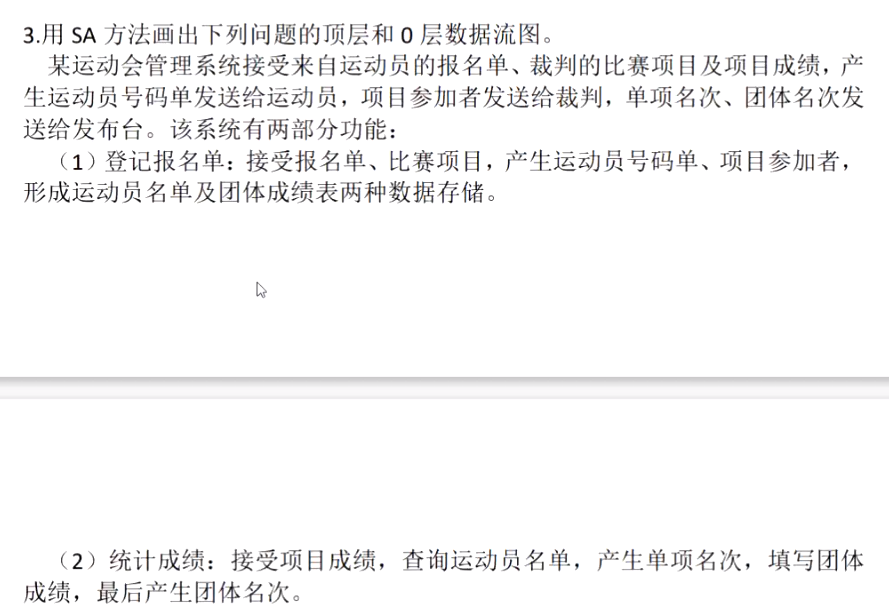 3.用 SA 方法画出下列问题的顶层和 0 层数据流图。
某运动会管理系统接受来自运动员的报名单、裁判的比赛项目及项目成绩，产
生运动员号码单发送给运动员，项目参加者发送给裁判，单项名次、团体名次发
送给发布台。该系统有两部分功能：
（1）登记报名单：接受报名单、比赛项目，产生运动员号码单、项目参加者，
形成运动员名单及团体成绩表两种数据存储。
（2）统计成绩：接受项目成绩，查询运动员名单，产生单项名次，填写团体
成绩，最后产生团体名次。